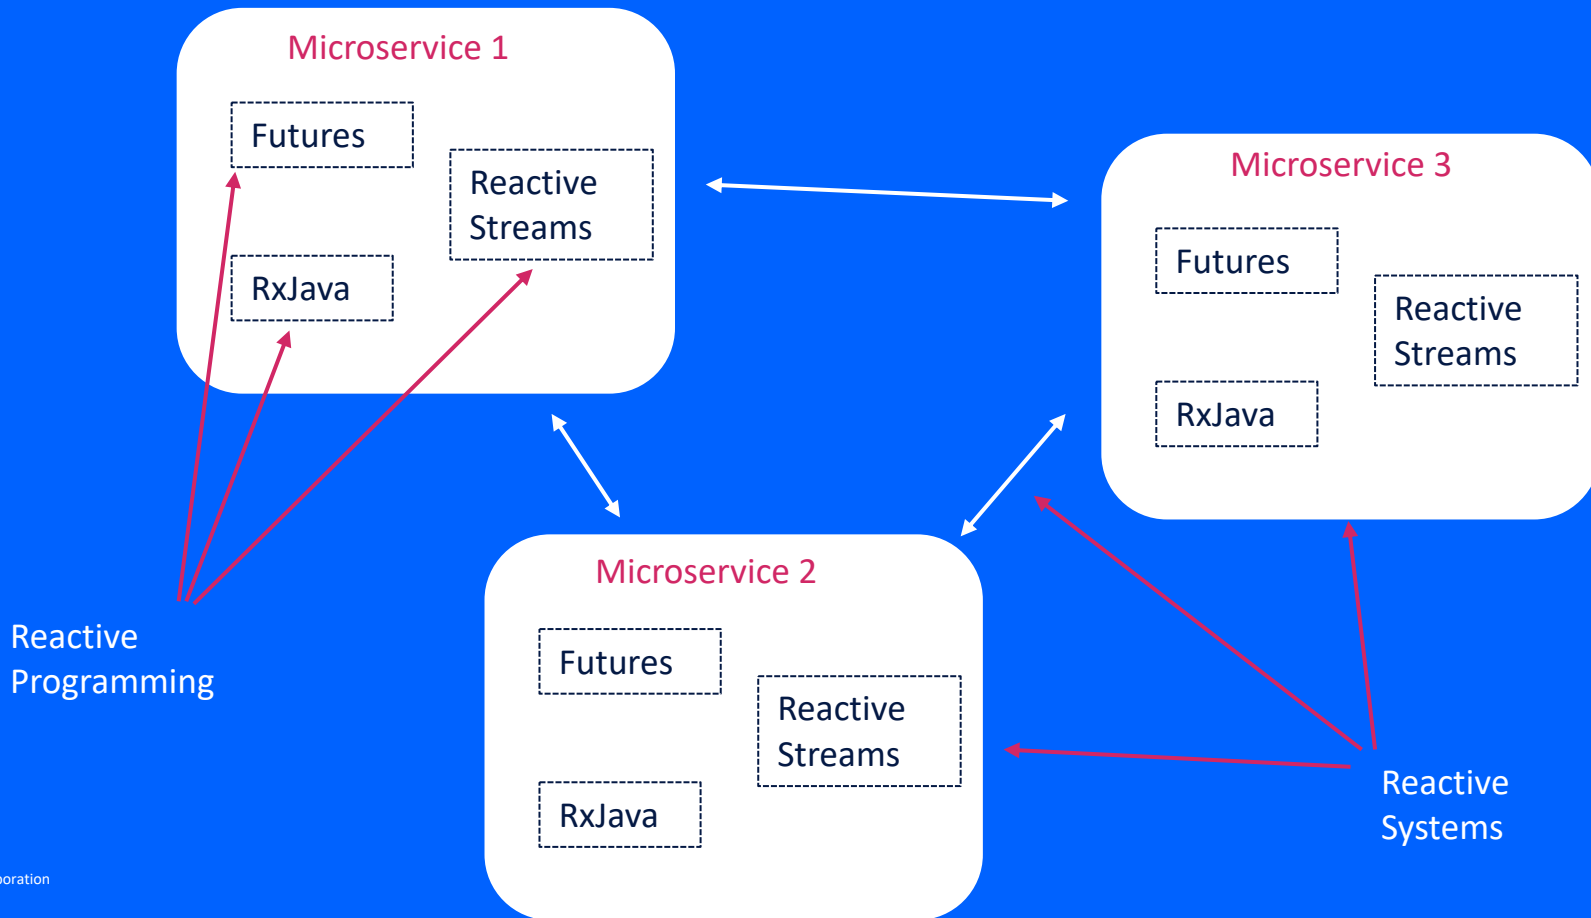 Microservice 1
Futures
Reactive
Streams
RxJava
Microservice 3
Futures
Reactive
Streams
RxJava
Microservice 2
Futures
Reactive
Streams
RxJava
Reactive
Programming
Reactive
Systems